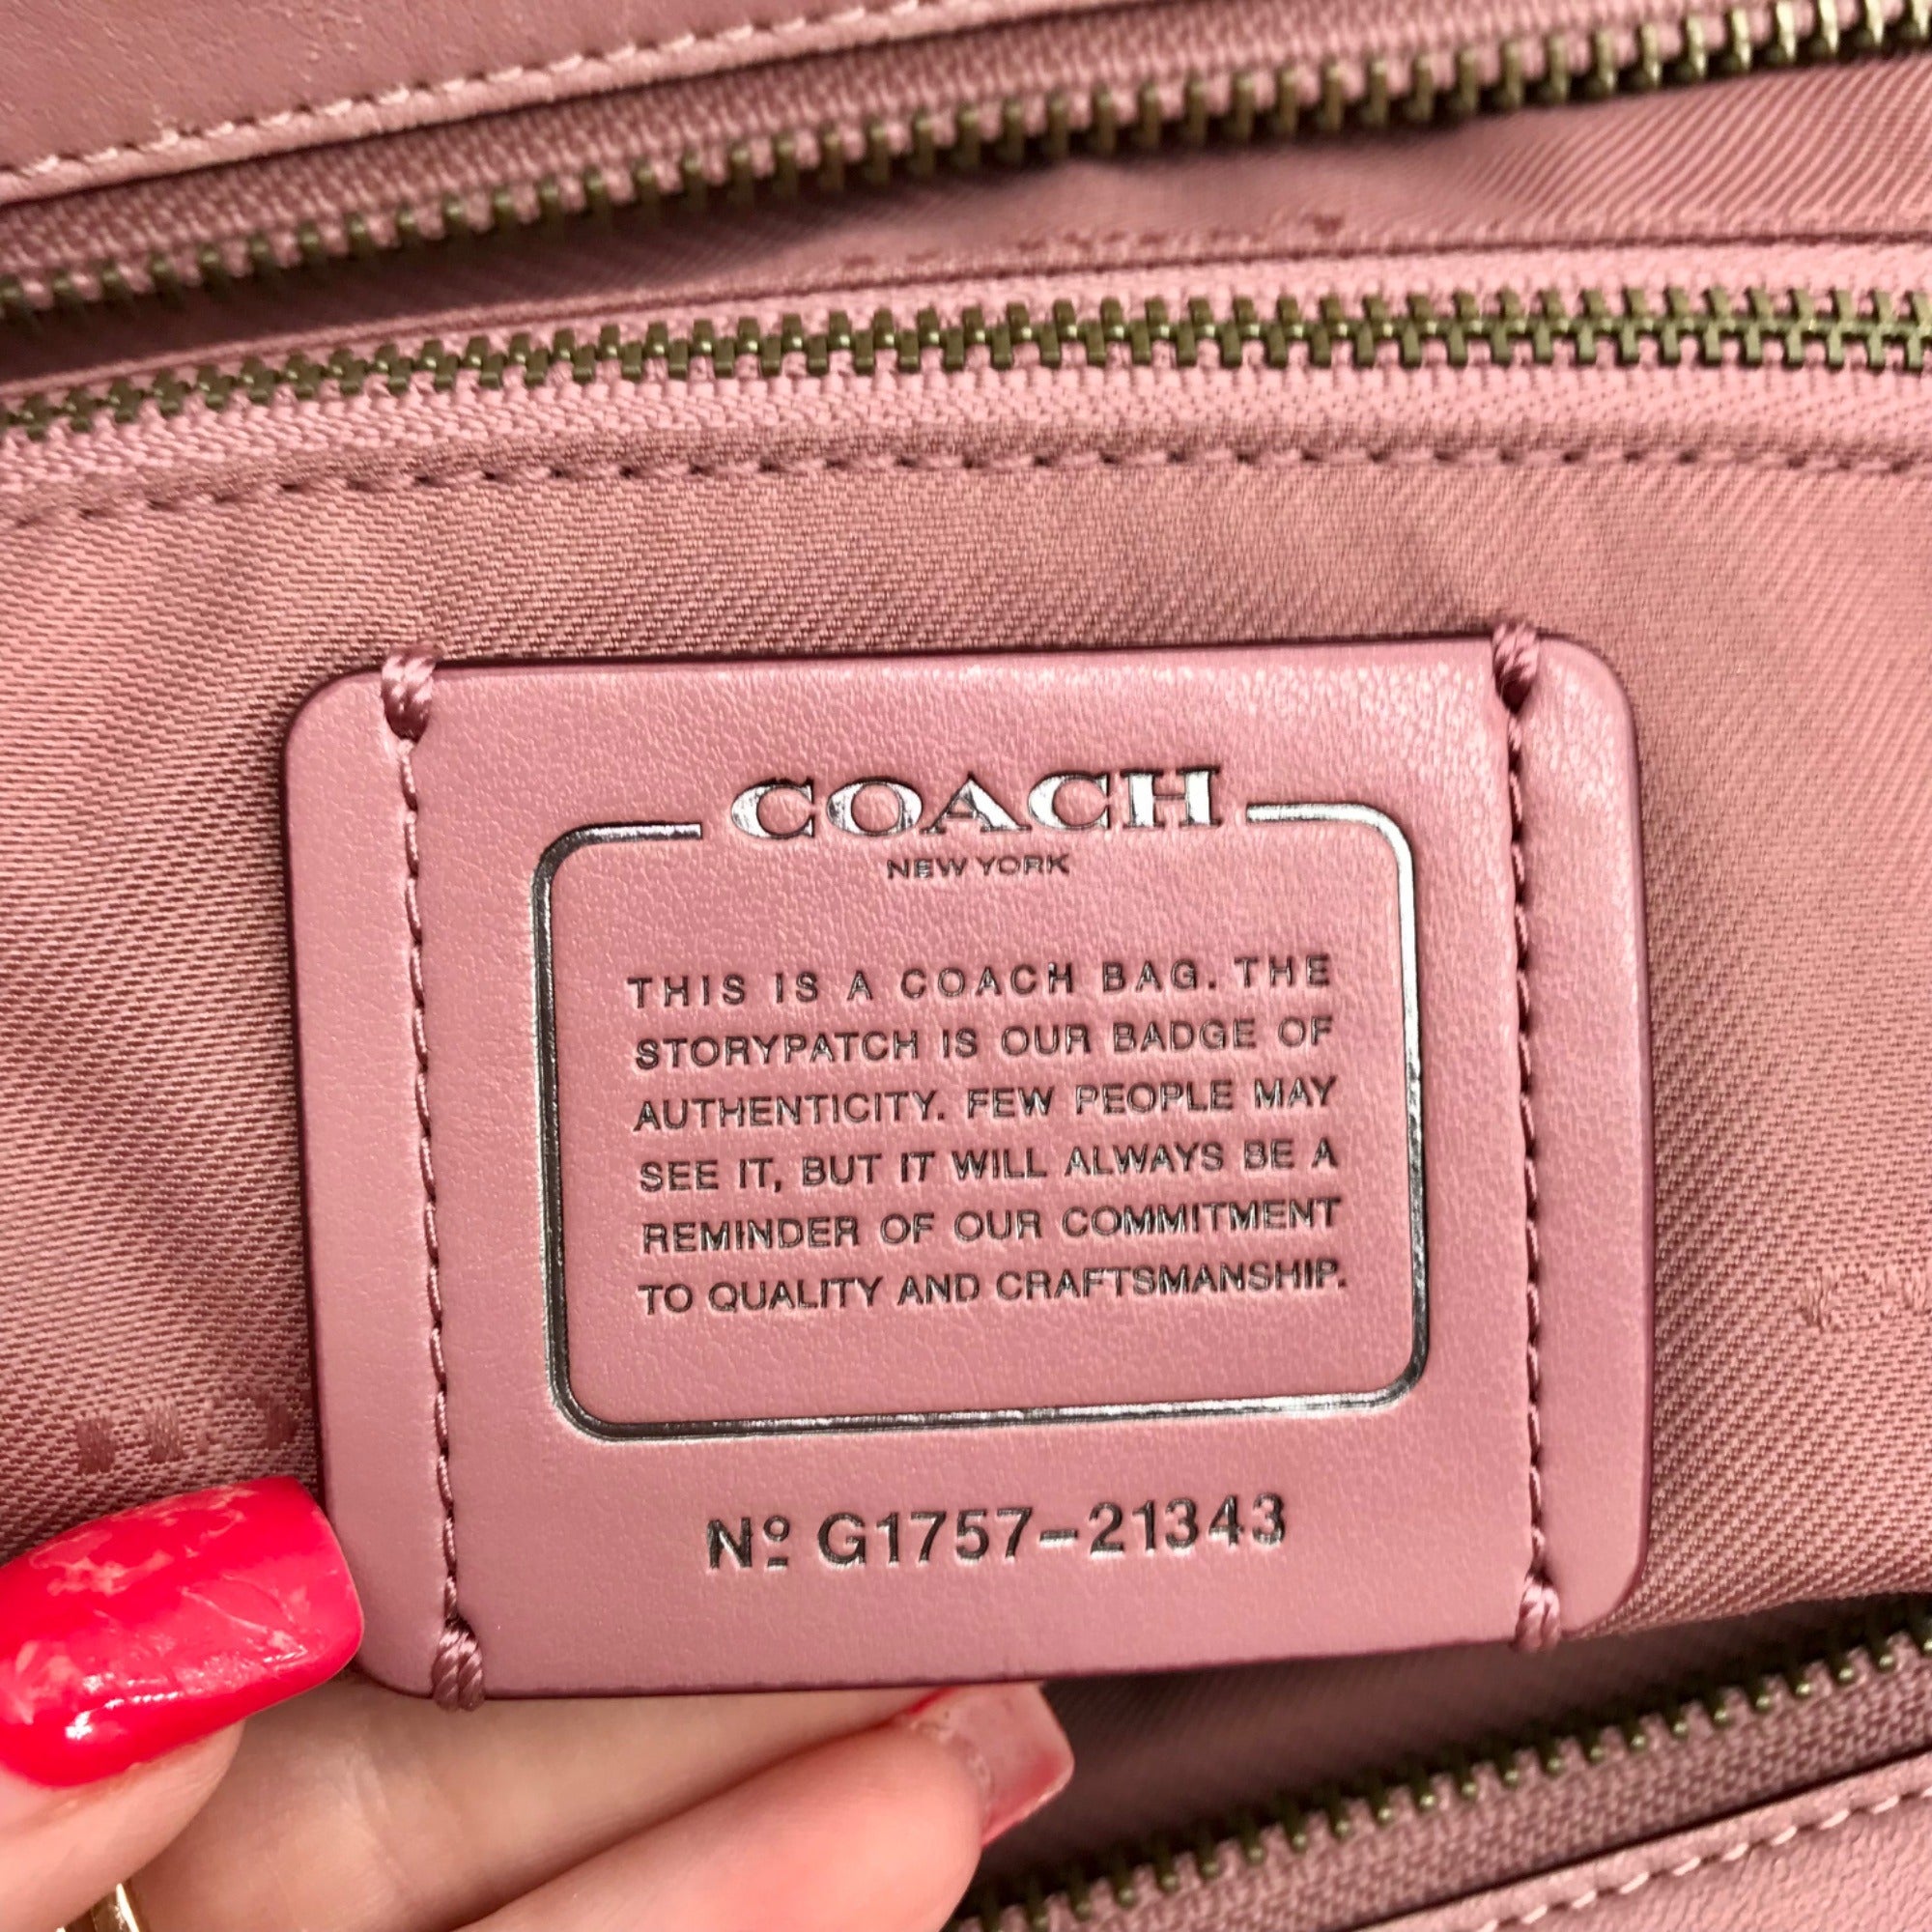 COACH
NEW YORK
THIS IS A COACH BAG. THE
STORYPATCH IS OUR BADGE OF
AUTHENTICITY. FEW PEOPLE MAY
SEE IT, BUT IT WILL ALWAYS BE A
REMINDER OF OUR COMMITMENT
TO QUALITY AND CRAFTSMANSHIP.
Nº G1757-21343